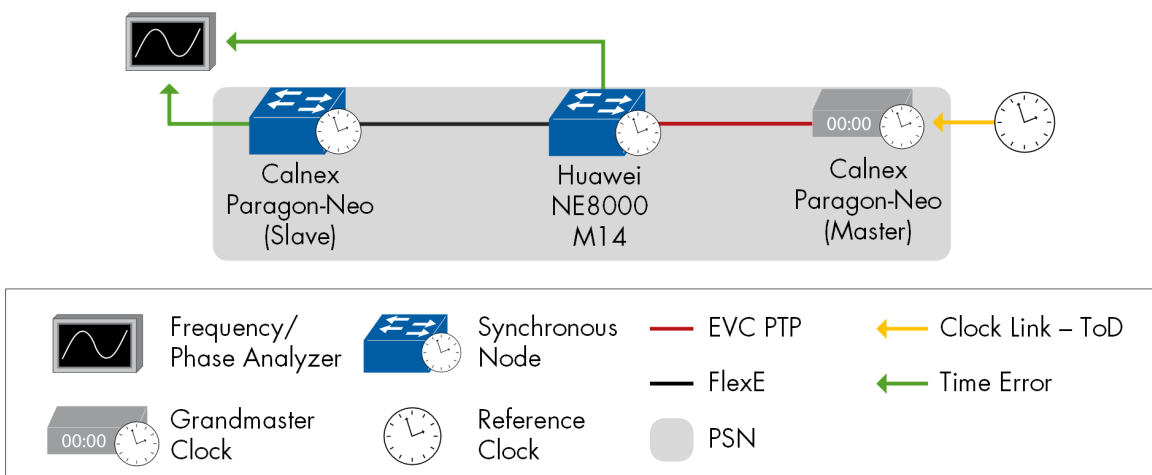 Calnex
Paragon-Neo
(Slave)
Huawei
NE8000
M14
00:00
Calnex
Paragon-Neo
(Master)
Frequency/
Phase Analyzer
Synchronous
Node
EVC PTP
Clock Link – ToD
FlexE
Time Error
00:00
Grandmaster
Clock
Reference
Clock
PSN